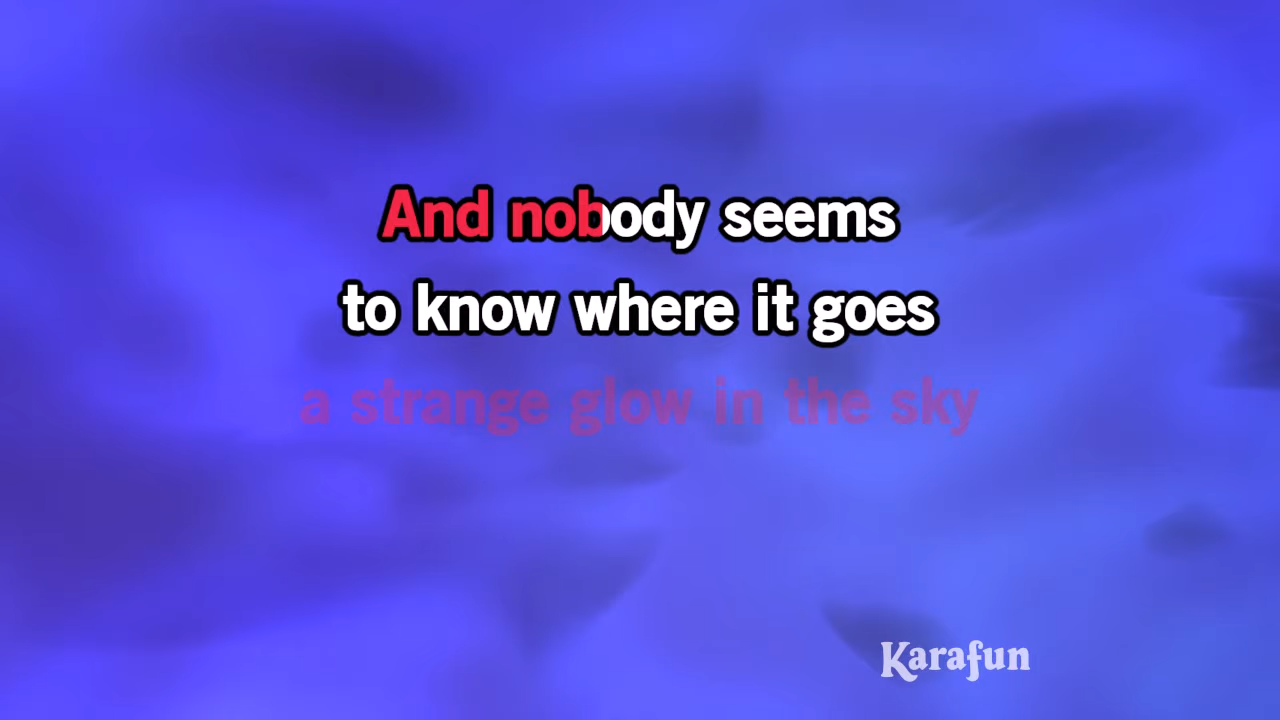 And nobody seems
to know where it goes
a strange glow in the sky
Karafun